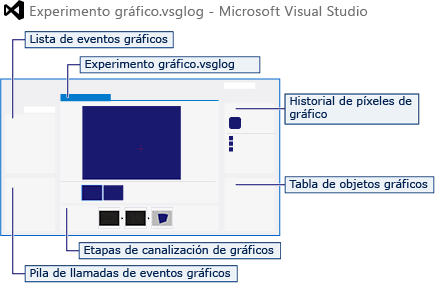 Experimento gráfico.vsglog - Microsoft Visual Studio
Lista de eventos gráficos
Experimento gráfico.vsglog
Historial de píxeles de
gráfico
Tabla de objetos gráficos
Etapas de canalización de gráficos
Pila de llamadas de eventos gráficos